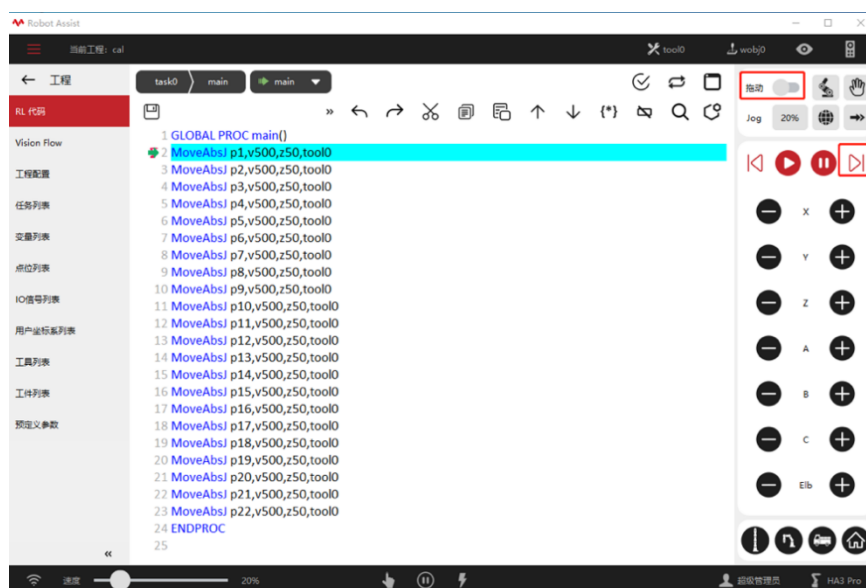 Robot Assist
当前工程: cal
tool0
wobj0
工程
task0
main
main
拖动
RL 代码
Jog
20%
Vision Flow
工程配置
任务列表
变量列表
点位列表
IO信号列表
用户坐标系列表
工具列表
工件列表
预定义参数
1 GLOBAL PROC main()
2 MoveAbsJ p1,v500,z50,tool0
3 MoveAbsJ p2,v500,z50,tool0
4 MoveAbsJ p3,v500,z50,tool0
5 MoveAbsJ p4,v500,z50,tool0
6 MoveAbsJ p5,v500,z50,tool0
7 MoveAbsJ p6,v500,z50,tool0
8 MoveAbsJ p7,v500,z50,tool0
9 MoveAbsJ p8,v500,z50,tool0
10 MoveAbsJ p9,v500,z50,tool0
11 MoveAbsJ p10,v500,z50,tool0
12 MoveAbsJ p11,v500,z50,tool0
13 MoveAbsJ p12,v500,z50,tool0
14 MoveAbsJ p13,v500,z50,tool0
15 MoveAbsJ p14,v500,z50,tool0
16 MoveAbsJ p15,v500,z50,tool0
17 MoveAbsJ p16,v500,z50,tool0
18 MoveAbsJ p17,v500,z50,tool0
19 MoveAbsJ p18,v500,z50,tool0
20 MoveAbsJ p19,v500,z50,tool0
21 MoveAbsJ p20,v500,z50,tool0
22 MoveAbsJ p21,v500,z50,tool0
23 MoveAbsJ p22,v500,z50,tool0
24 ENDPROC
25
X
Y
Z
A
B
C
Elb
速度
20%
超级管理员
HA3 Pro